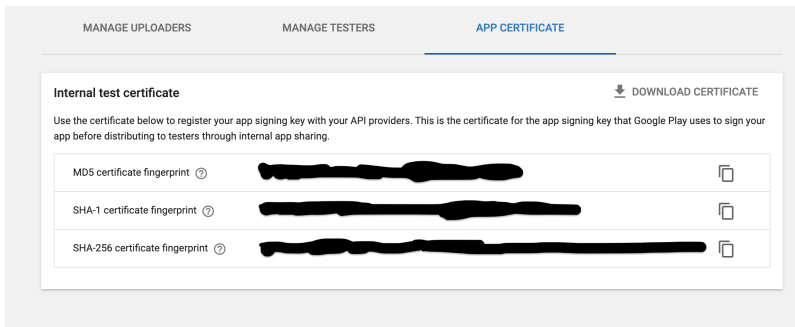 MANAGE UPLOADERS
MANAGE TESTERS
APP CERTIFICATE
Internal test certificate
DOWNLOAD CERTIFICATE
Use the certificate below to register your app signing key with your API providers. This is the certificate for the app signing key that Google Play uses to sign your
app before distributing to testers through internal app sharing.
MD5 certificate fingerprint ?
SHA-1 certificate fingerprint ?
SHA-256 certificate fingerprint ?